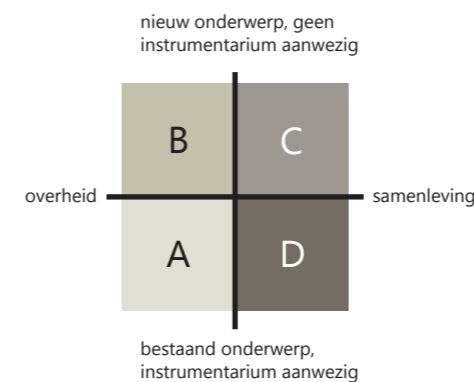 nieuw onderwerp, geen
instrumentarium aanwezig
B
C
overheid
samenleving
A
D
bestaand onderwerp,
instrumentarium aanwezig